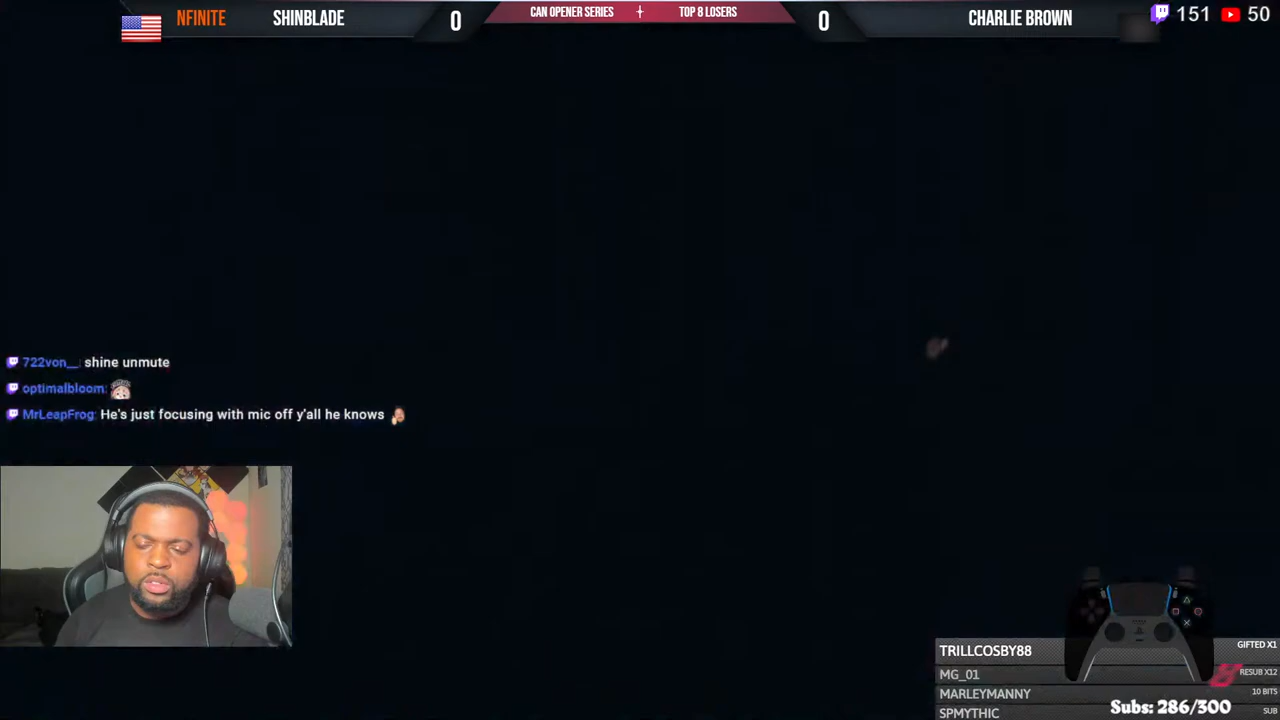 NFINITE SHINBLADE 0 CAN OPENER SERIES TOP 8 LOSERS 0 CHARLIE BROWN 151 50
722von__: shine unmute
optimalbloom:
MrLeapFrog: He's just focusing with mic off y'all he knows
TRILLCOSBY88 GIFTED X1
MG_01 RESUB X12
MARLEYMANNY 10 BITS
SPMYTHIC SUB
Subs: 286/300